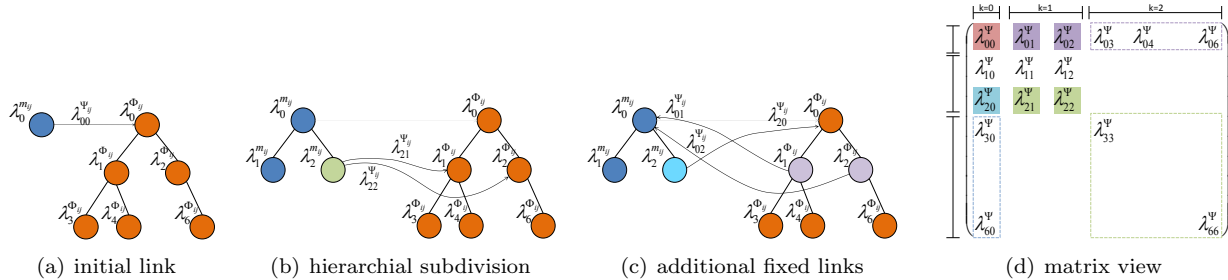 λ_0^{m_ij} λ_00^{Ψ_ij} λ_0^{Φ_ij}
λ_1^{Φ_ij} λ_2^{Φ_ij}
λ_3^{Φ_ij} λ_4^{Φ_ij} λ_6^{Φ_ij}
(a) initial link
λ_0^{m_ij} λ_0^{Φ_ij}
λ_1^{m_ij} λ_2^{m_ij} λ_21^{Ψ_ij} λ_22^{Ψ_ij} λ_1^{Φ_ij} λ_2^{Φ_ij}
λ_3^{Φ_ij} λ_4^{Φ_ij} λ_6^{Φ_ij}
(b) hierarchial subdivision
λ_0^{m_ij} λ_01^{Ψ_ij} λ_20^{Ψ_ij} λ_0^{Φ_ij}
λ_1^{m_ij} λ_2^{m_ij} λ_02^{Ψ_ij} λ_1^{Φ_ij} λ_2^{Φ_ij}
λ_3^{Φ_ij} λ_4^{Φ_ij} λ_6^{Φ_ij}
(c) additional fixed links
k=0 k=1 k=2
λ_00^Ψ λ_01^Ψ λ_02^Ψ λ_03^Ψ λ_04^Ψ λ_06^Ψ
λ_10^Ψ λ_11^Ψ λ_12^Ψ
λ_20^Ψ λ_21^Ψ λ_22^Ψ
λ_30^Ψ λ_33^Ψ
λ_60^Ψ λ_66^Ψ
(d) matrix view